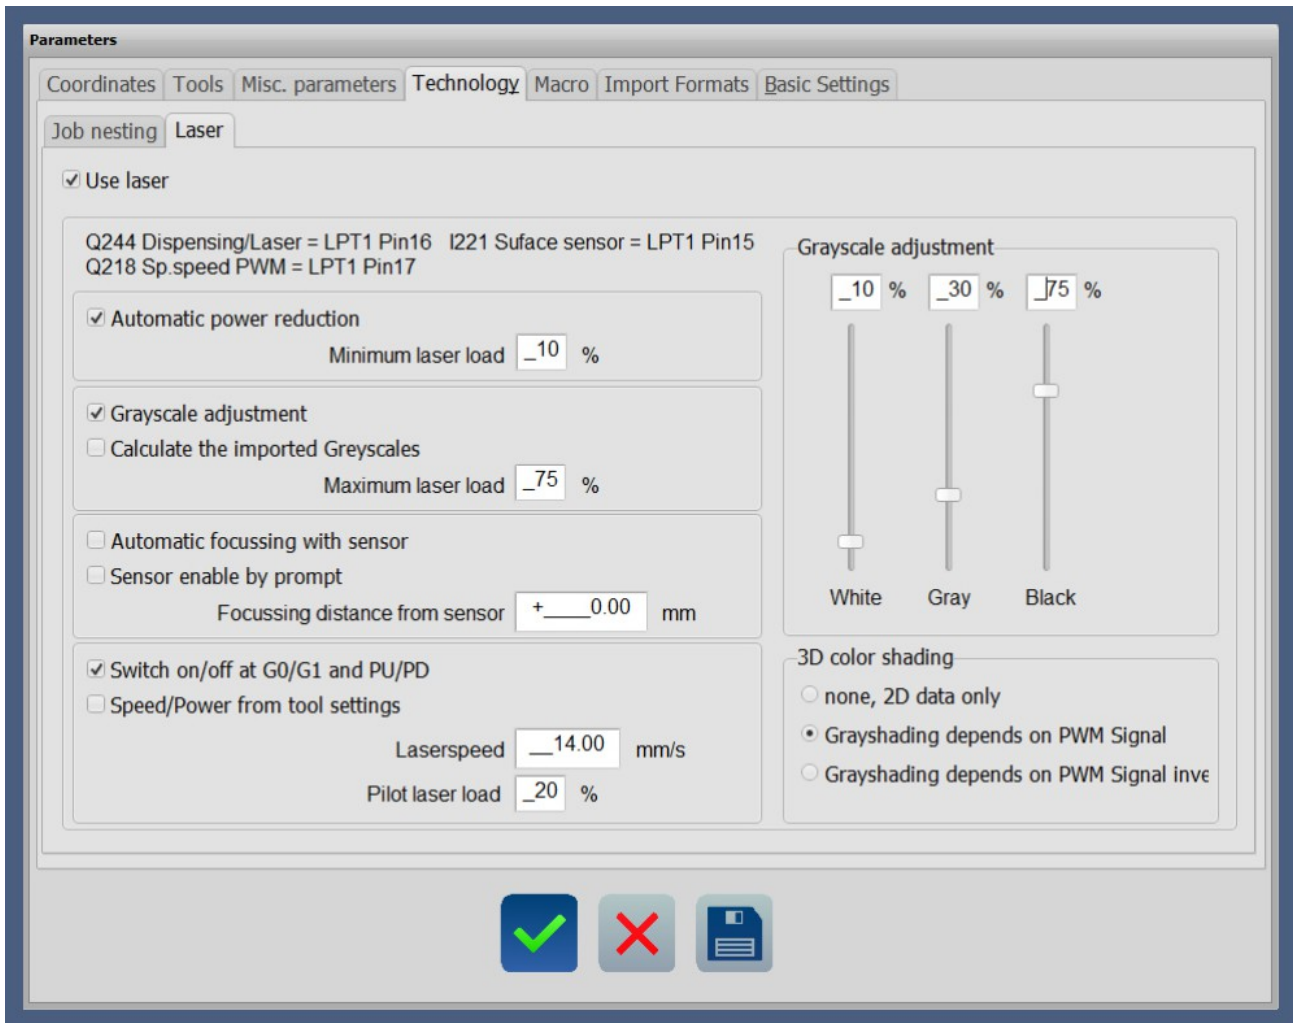 Parameters
Coordinates Tools Misc. parameters Technology Macro Import Formats Basic Settings
Job nesting Laser
Use laser
Q244 Dispensing/Laser = LPT1 Pin16 I221 Suface sensor = LPT1 Pin15
Q218 Sp.speed PWM = LPT1 Pin17
Automatic power reduction
Minimum laser load _10 %
Grayscale adjustment
Calculate the imported Greyscales
Maximum laser load _75 %
Automatic focussing with sensor
Sensor enable by prompt
Focussing distance from sensor +____0.00 mm
Switch on/off at G0/G1 and PU/PD
Speed/Power from tool settings
Laserspeed __14.00 mm/s
Pilot laser load _20 %
Grayscale adjustment
_10 % _30 % _75 %
White Gray Black
3D color shading
none, 2D data only
Grayshading depends on PWM Signal
Grayshading depends on PWM Signal inve